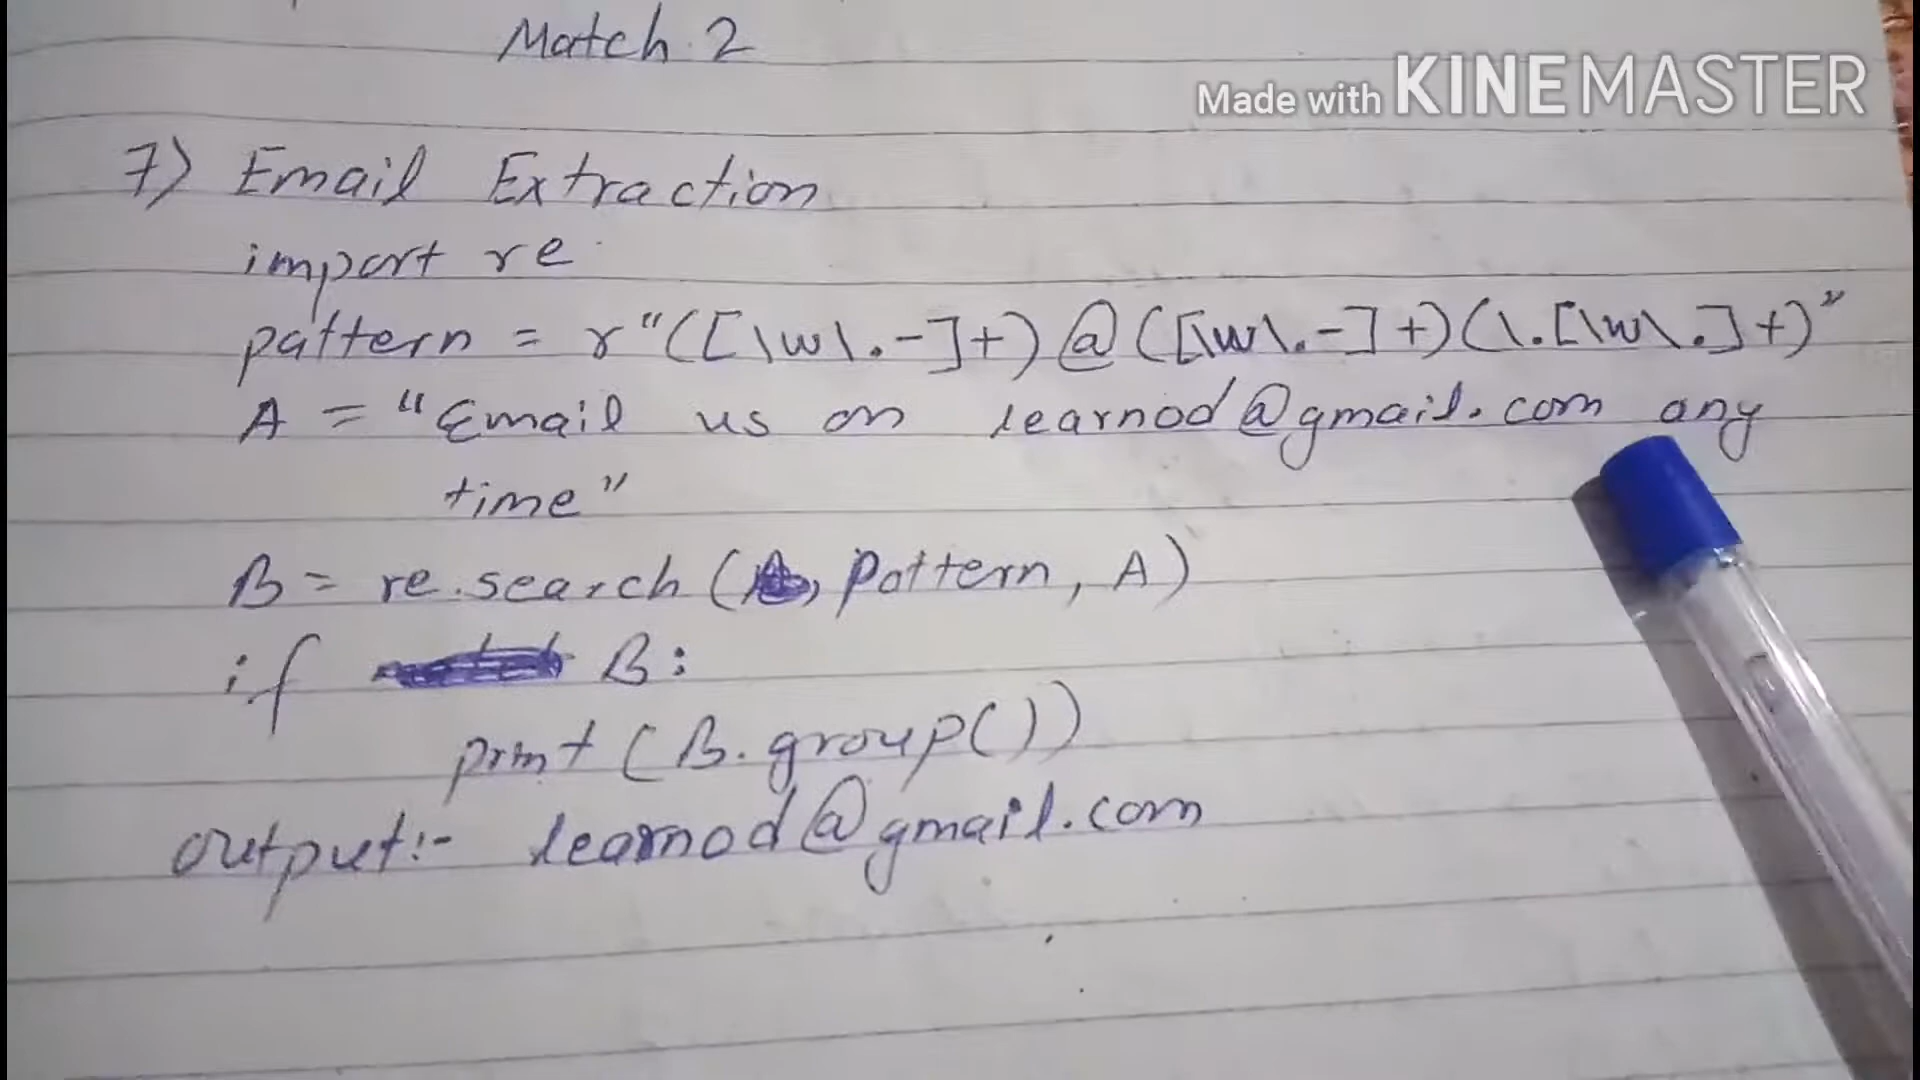 Match 2
Made with KINEMASTER
7) Email Extraction
import re
pattern = r"([\w\.-]+)@([\w\.-]+)(\.[\w\.]+)"
A = "Email us on learnod@gmail.com any
time"
B = re.search (pattern, A)
if B:
print (B.group())
output:- learnod@gmail.com